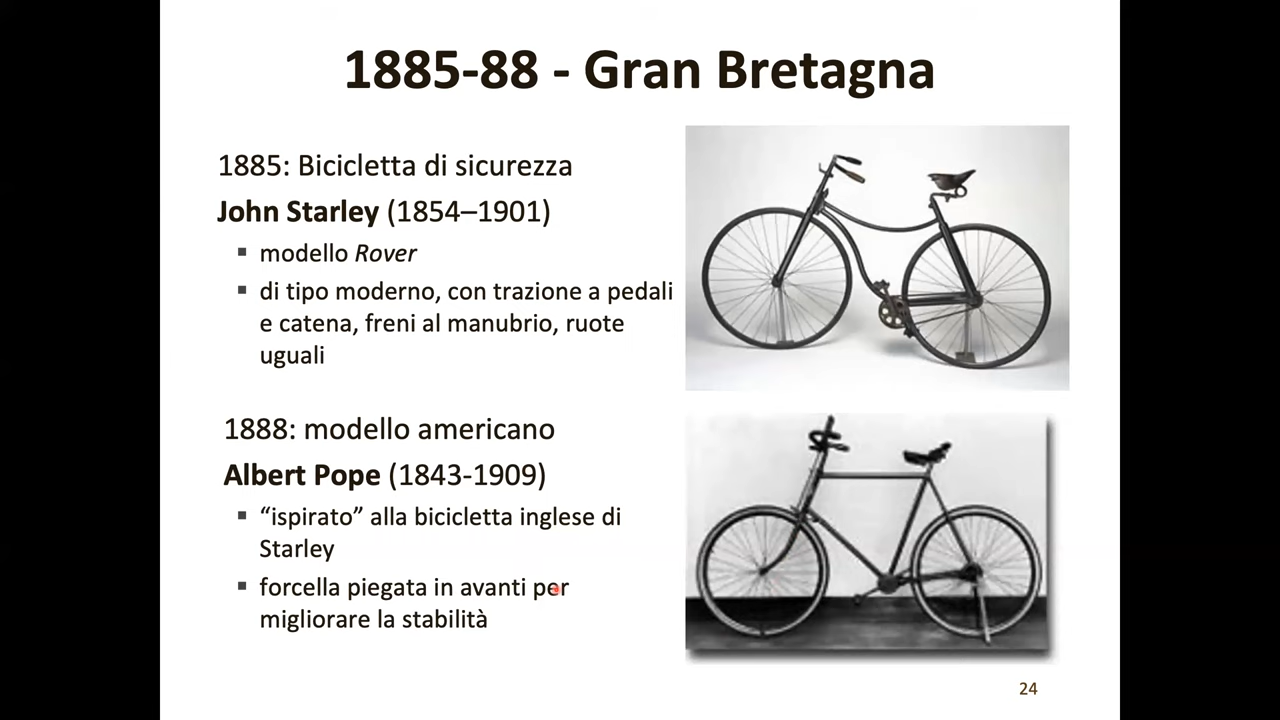 1885-88 - Gran Bretagna
1885: Bicicletta di sicurezza
John Starley (1854–1901)
▪ modello Rover
▪ di tipo moderno, con trazione a pedali
e catena, freni al manubrio, ruote
uguali
1888: modello americano
Albert Pope (1843-1909)
▪ “ispirato” alla bicicletta inglese di
Starley
▪ forcella piegata in avanti per
migliorare la stabilità
24